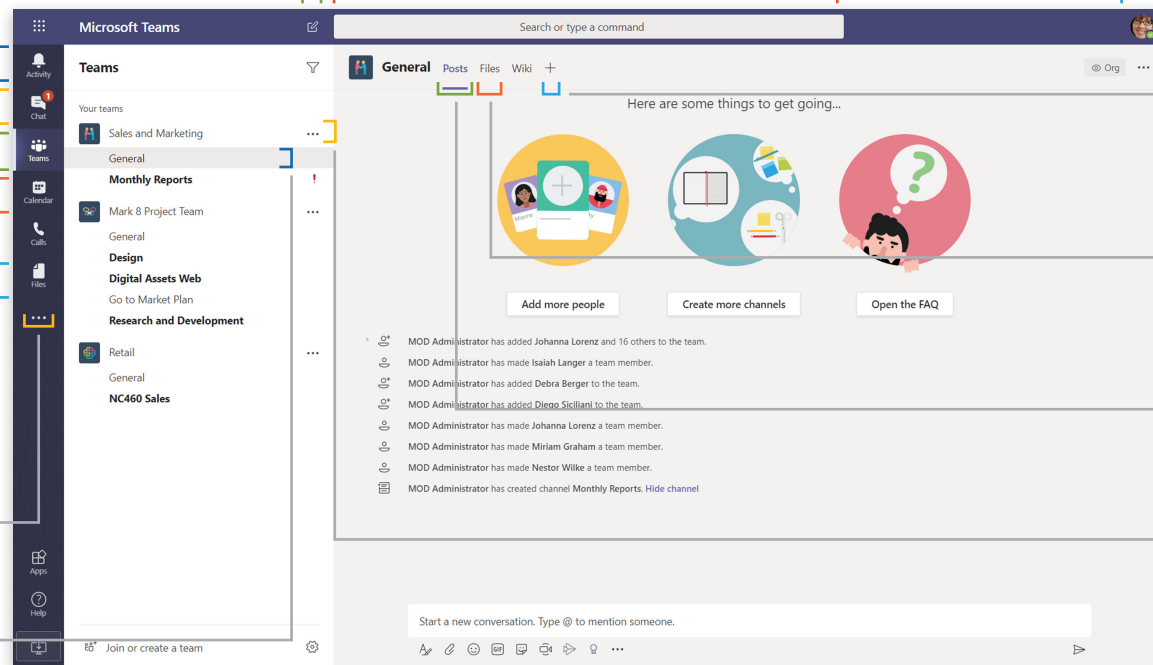 Microsoft Teams
Search or type a command
Activity
Chat
1
Teams
Calendar
Calls
Files
Apps
Help
Teams
Your teams
Sales and Marketing
General
Monthly Reports
!
Mark 8 Project Team
General
Design
Digital Assets Web
Go to Market Plan
Research and Development
Retail
General
NC460 Sales
Join or create a team
General Posts Files Wiki
Org
Here are some things to get going...
Maxine
?
Add more people
Create more channels
Open the FAQ
MOD Administrator has added Johanna Lorenz and 16 others to the team.
MOD Administrator has made Isaiah Langer a team member.
MOD Administrator has added Debra Berger to the team.
MOD Administrator has added Diego Siciliani to the team.
MOD Administrator has made Johanna Lorenz a team member.
MOD Administrator has made Miriam Graham a team member.
MOD Administrator has made Nestor Wilke a team member.
MOD Administrator has created channel Monthly Reports. Hide channel
Start a new conversation. Type @ to mention someone.
GIF